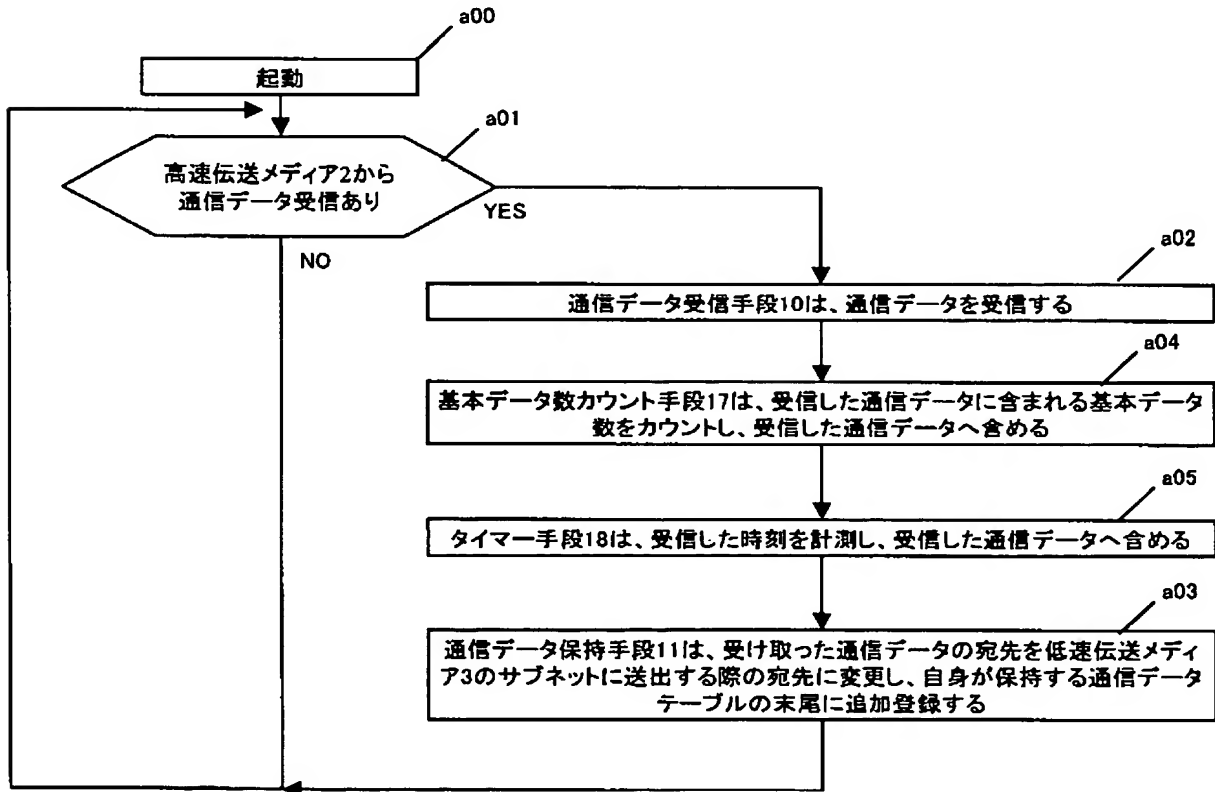 a00
起動
a01
高速伝送メディア2から
通信データ受信あり
YES
NO
a02
通信データ受信手段10は、通信データを受信する
a04
基本データ数カウント手段17は、受信した通信データに含まれる基本データ
数をカウントし、受信した通信データへ含める
a05
タイマー手段18は、受信した時刻を計測し、受信した通信データへ含める
a03
通信データ保持手段11は、受け取った通信データの宛先を低速伝送メディ
ア3のサブネットに送出する際の宛先に変更し、自身が保持する通信データ
テーブルの末尾に追加登録する